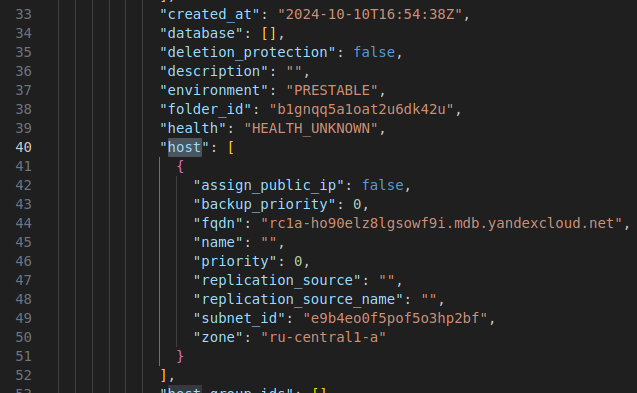 ],
33 "created_at": "2024-10-10T16:54:38Z",
34 "database": [],
35 "deletion_protection": false,
36 "description": "",
37 "environment": "PRESTABLE",
38 "folder_id": "b1gnqq5a1oat2u6dk42u",
39 "health": "HEALTH_UNKNOWN",
40 "host": [
41 {
42 "assign_public_ip": false,
43 "backup_priority": 0,
44 "fqdn": "rc1a-ho90elz8lgsowf9i.mdb.yandexcloud.net",
45 "name": "",
46 "priority": 0,
47 "replication_source": "",
48 "replication_source_name": "",
49 "subnet_id": "e9b4eo0f5pof5o3hp2bf",
50 "zone": "ru-central1-a"
51 }
52 ],
53 "host_group_ids": []